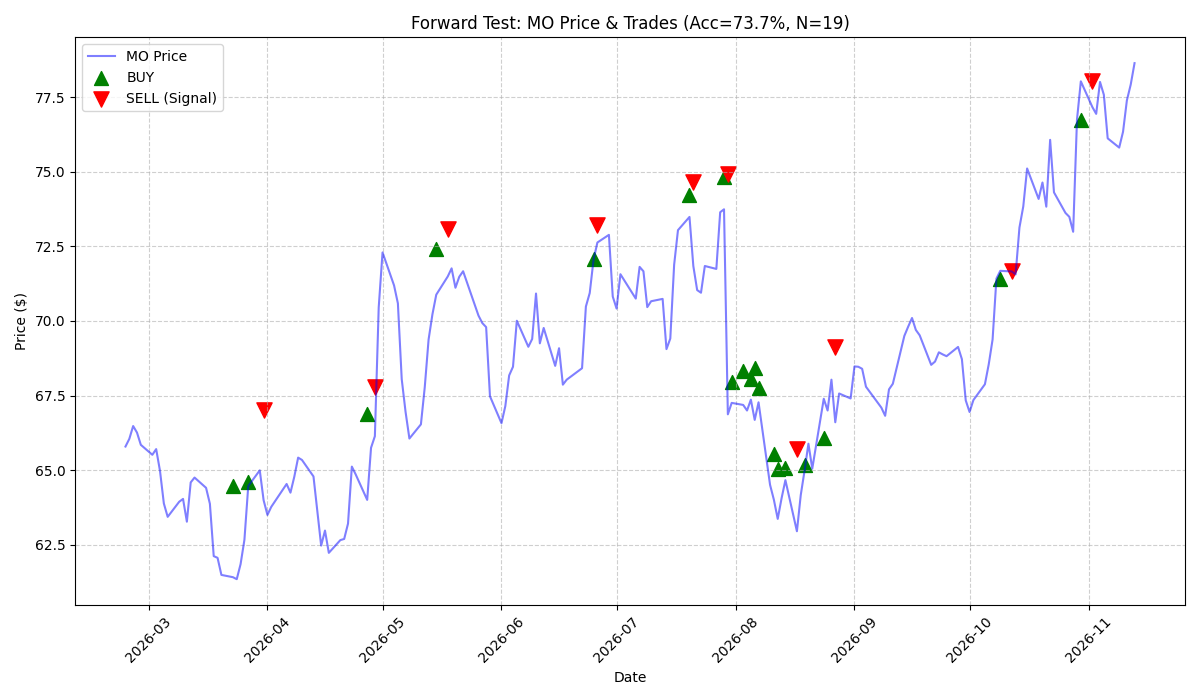 Forward Test: MO Price & Trades (Acc=73.7%, N=19)
MO Price
BUY
SELL (Signal)
Price ($)
77.5
75.0
72.5
70.0
67.5
65.0
62.5
2026-03
2026-04
2026-05
2026-06
2026-07
2026-08
2026-09
2026-10
2026-11
Date